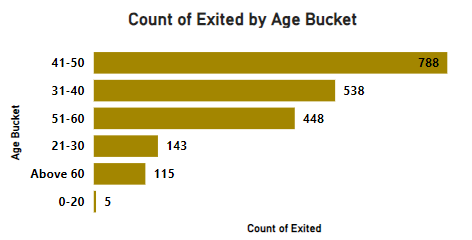 Count of Exited by Age Bucket
Age Bucket
41-50 788
31-40 538
51-60 448
21-30 143
Above 60 115
0-20 5
Count of Exited